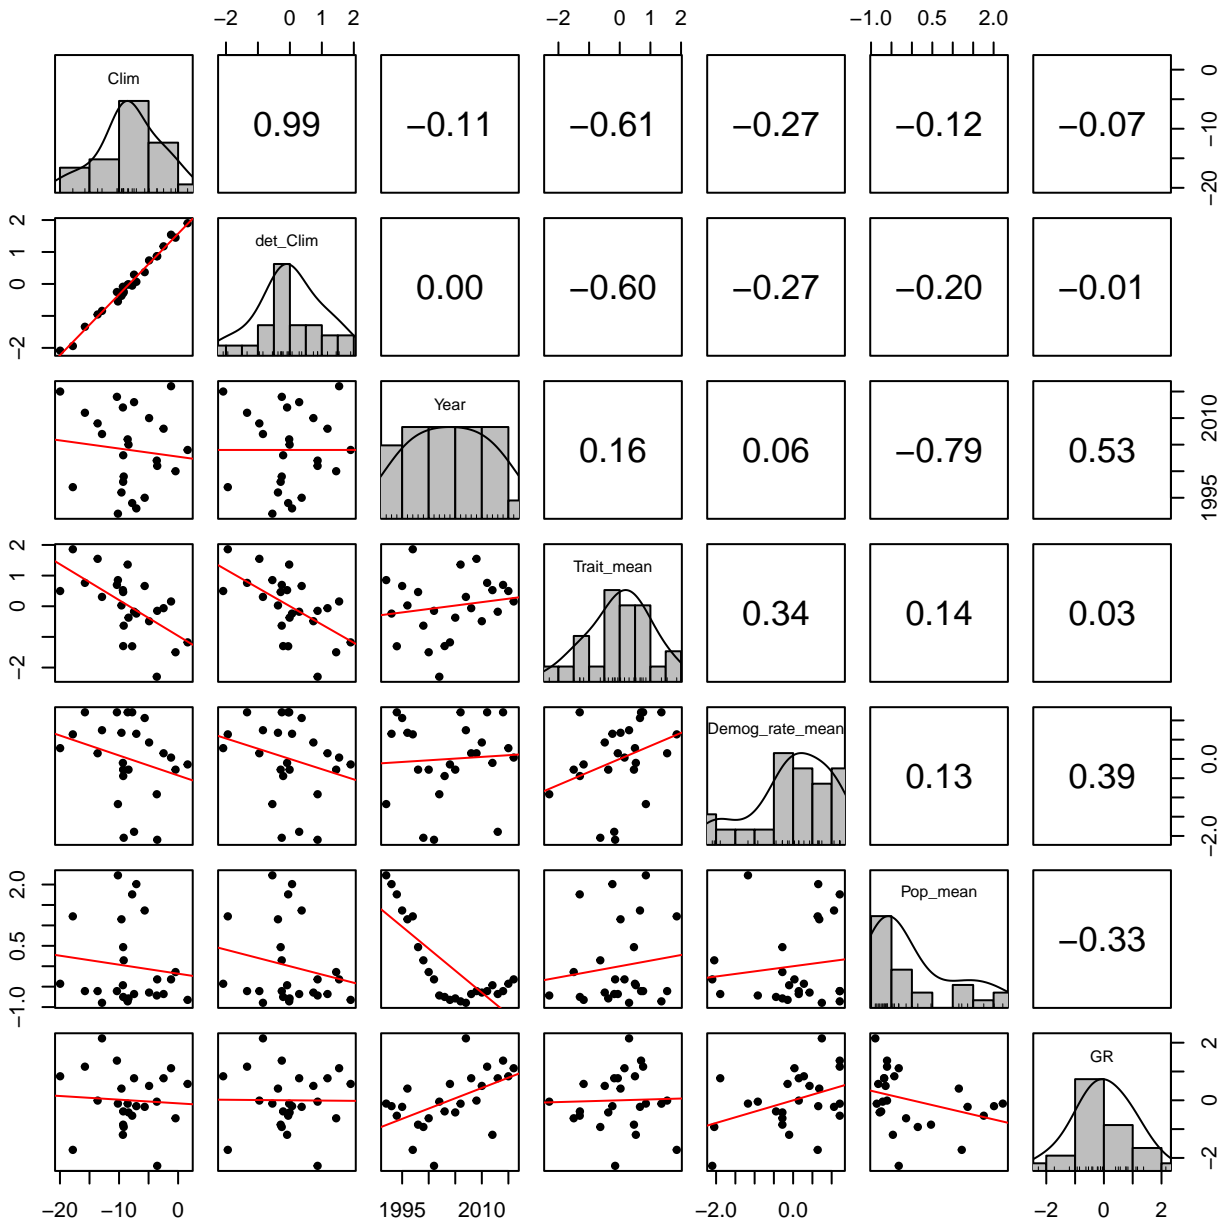 −2 0 1 2 −2 0 1 2 −1.0 0.5 2.0
Clim 0.99 −0.11 −0.61 −0.27 −0.12 −0.07 −20 −10 0
−2 0 1 2 det_Clim 0.00 −0.60 −0.27 −0.20 −0.01
Year 0.16 0.06 −0.79 0.53 1995 2010
−2 0 1 2 Trait_mean 0.34 0.14 0.03
Demog_rate_mean 0.13 0.39 −2.0 0.0
−1.0 0.5 2.0 Pop_mean −0.33
GR −2 0 1 2
−20 −10 0 1995 2010 −2.0 0.0 −2 0 1 2